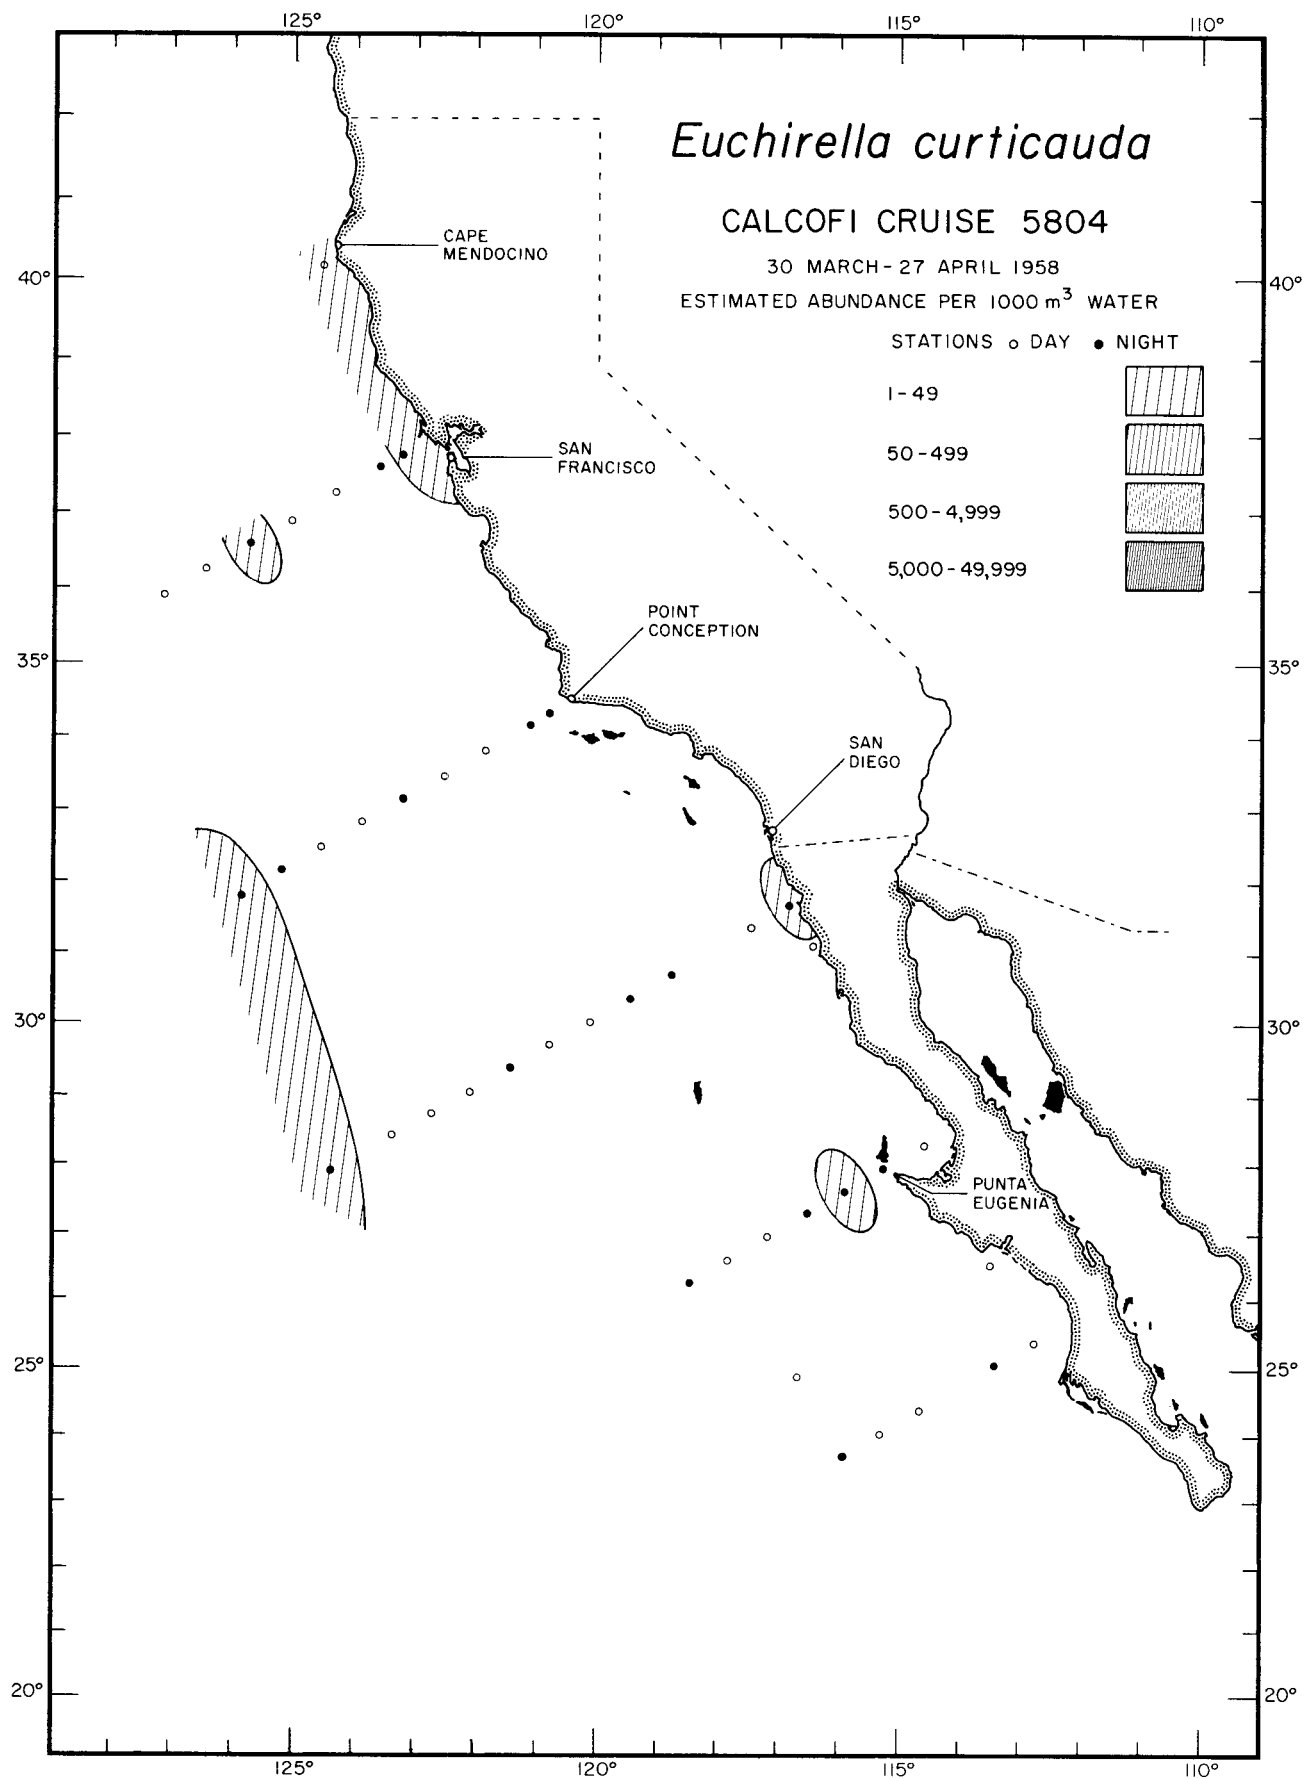 125° 120° 115° 110°
Euchirella curticauda
CALCOFI CRUISE 5804
30 MARCH-27 APRIL 1958
ESTIMATED ABUNDANCE PER 1000 m³ WATER
STATIONS o DAY ● NIGHT
1-49
50-499
500-4,999
5,000-49,999
CAPE
MENDOCINO
40° 40°
SAN
FRANCISCO
POINT
CONCEPTION
35° 35°
SAN
DIEGO
30° 30°
PUNTA
EUGENIA
25° 25°
20° 20°
125° 120° 115° 110°